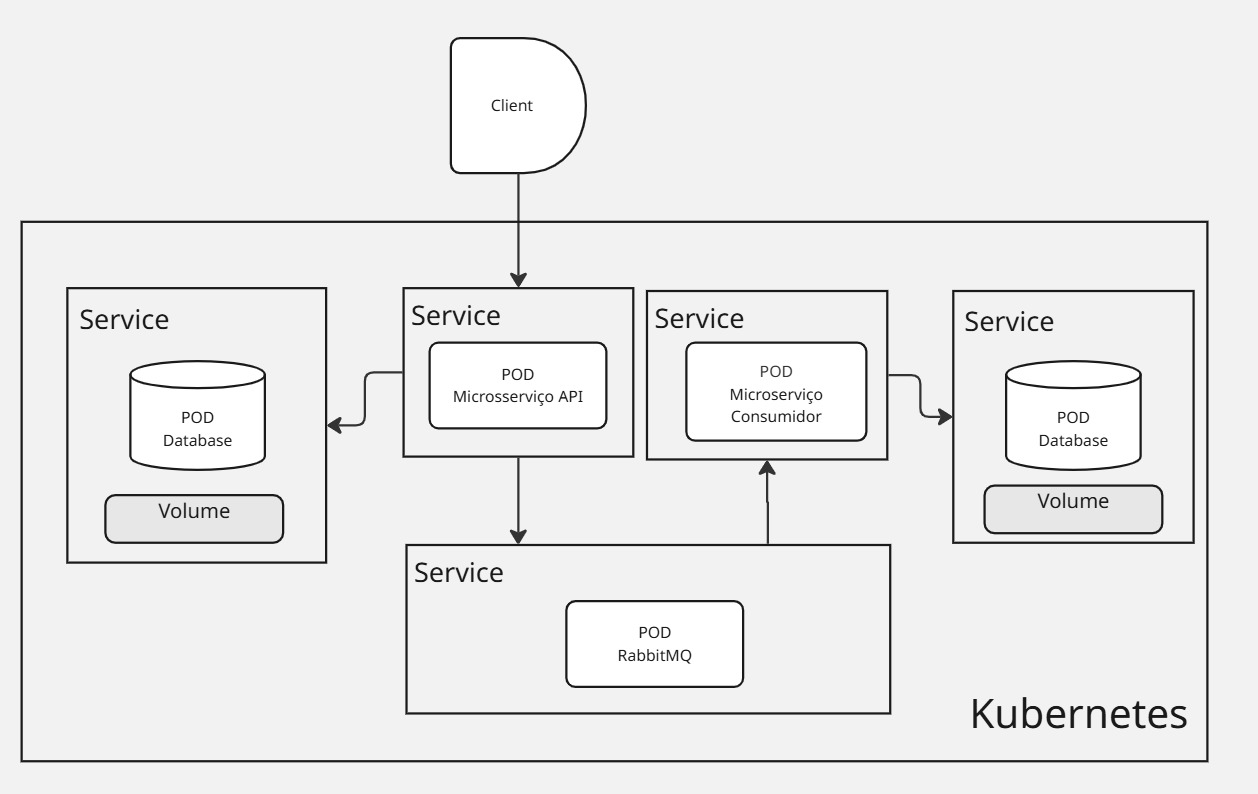 Client
Service
POD
Database
Volume
Service
POD
Microsserviço API
Service
POD
Microserviço
Consumidor
Service
POD
Database
Volume
Service
POD
RabbitMQ
Kubernetes